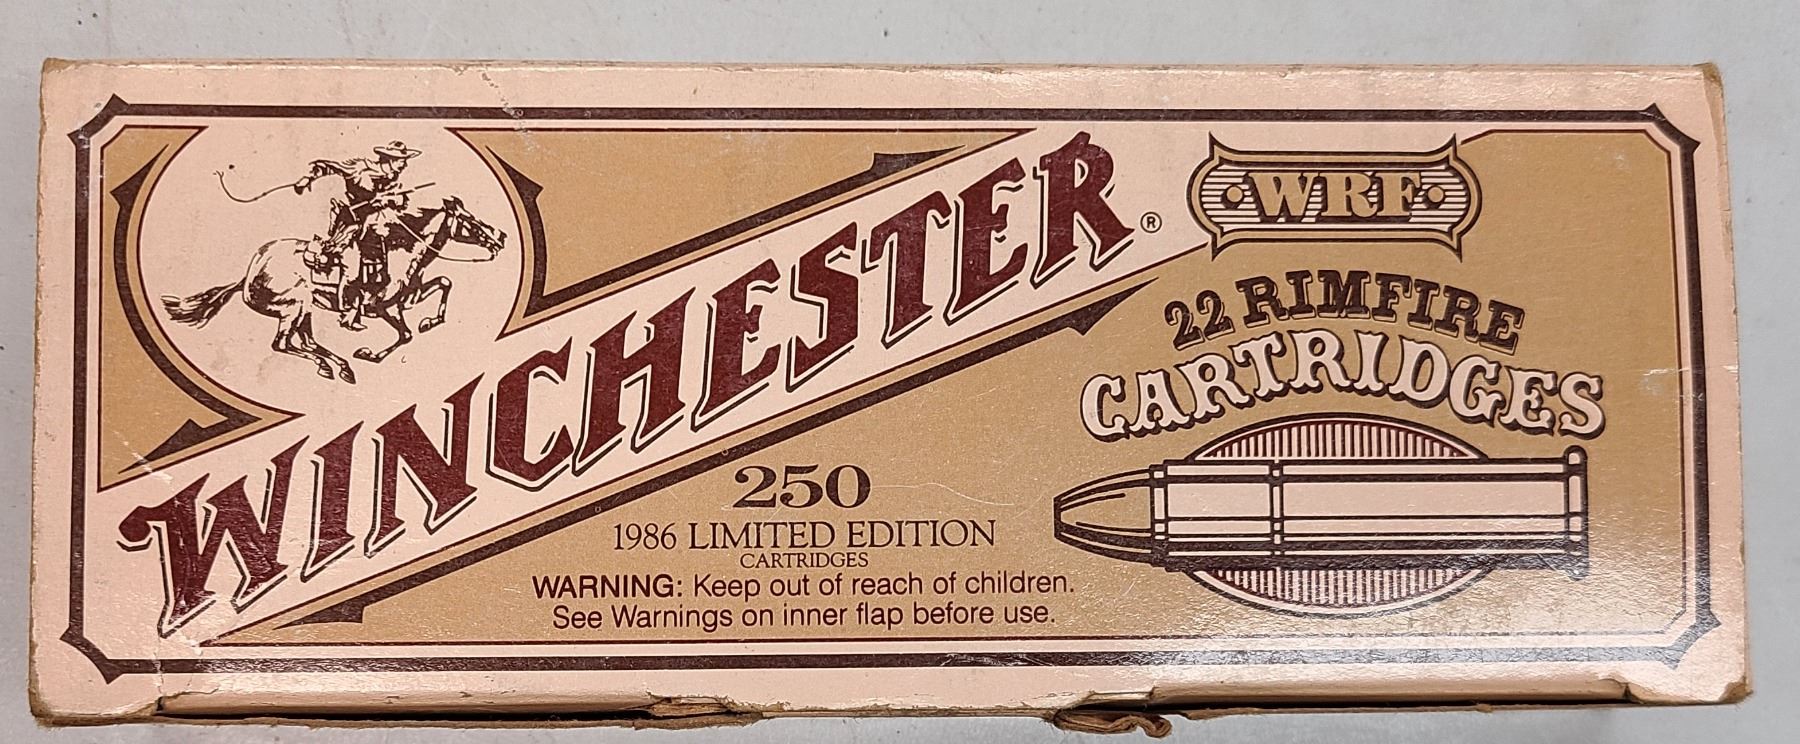 WINCHESTER®
WRF
22 RIMFIRE
CARTRIDGES
250
1986 LIMITED EDITION
CARTRIDGES
WARNING: Keep out of reach of children.
See Warnings on inner flap before use.